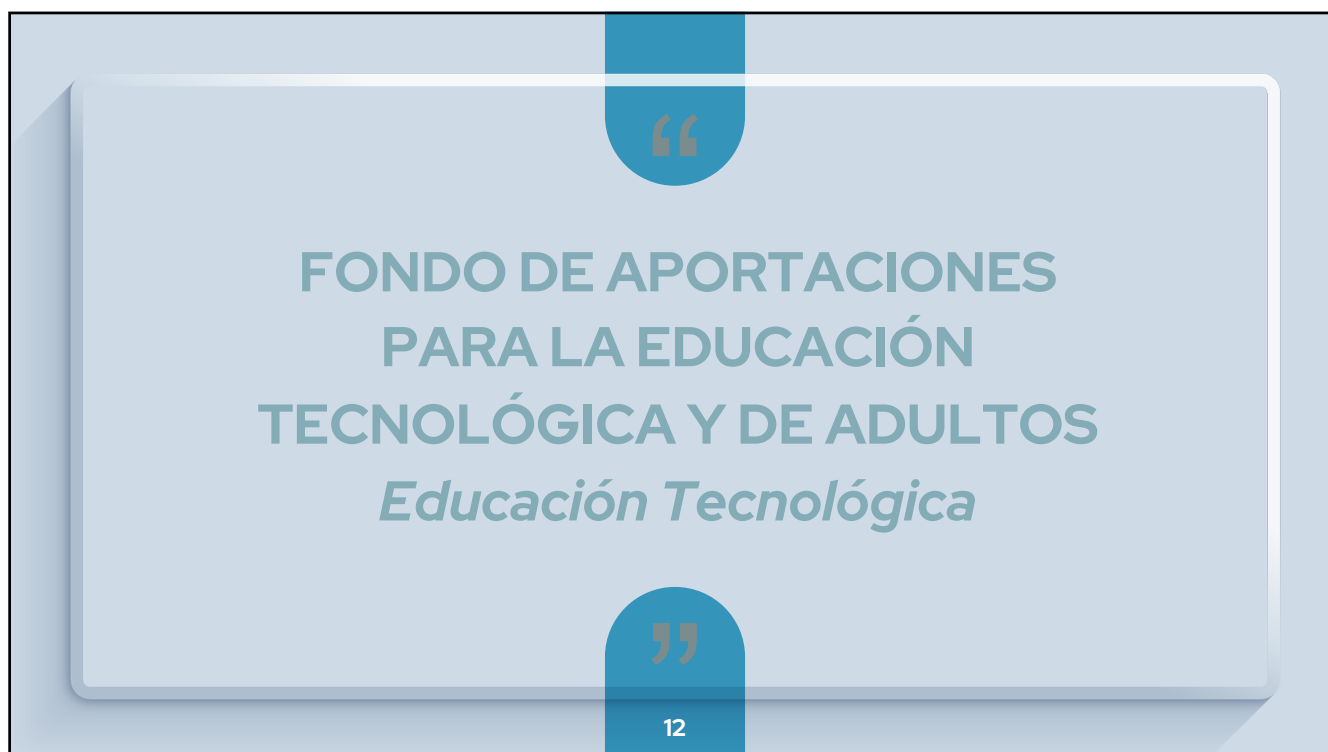 “
FONDO DE APORTACIONES
PARA LA EDUCACIÓN
TECNOLÓGICA Y DE ADULTOS
Educación Tecnológica
”
12